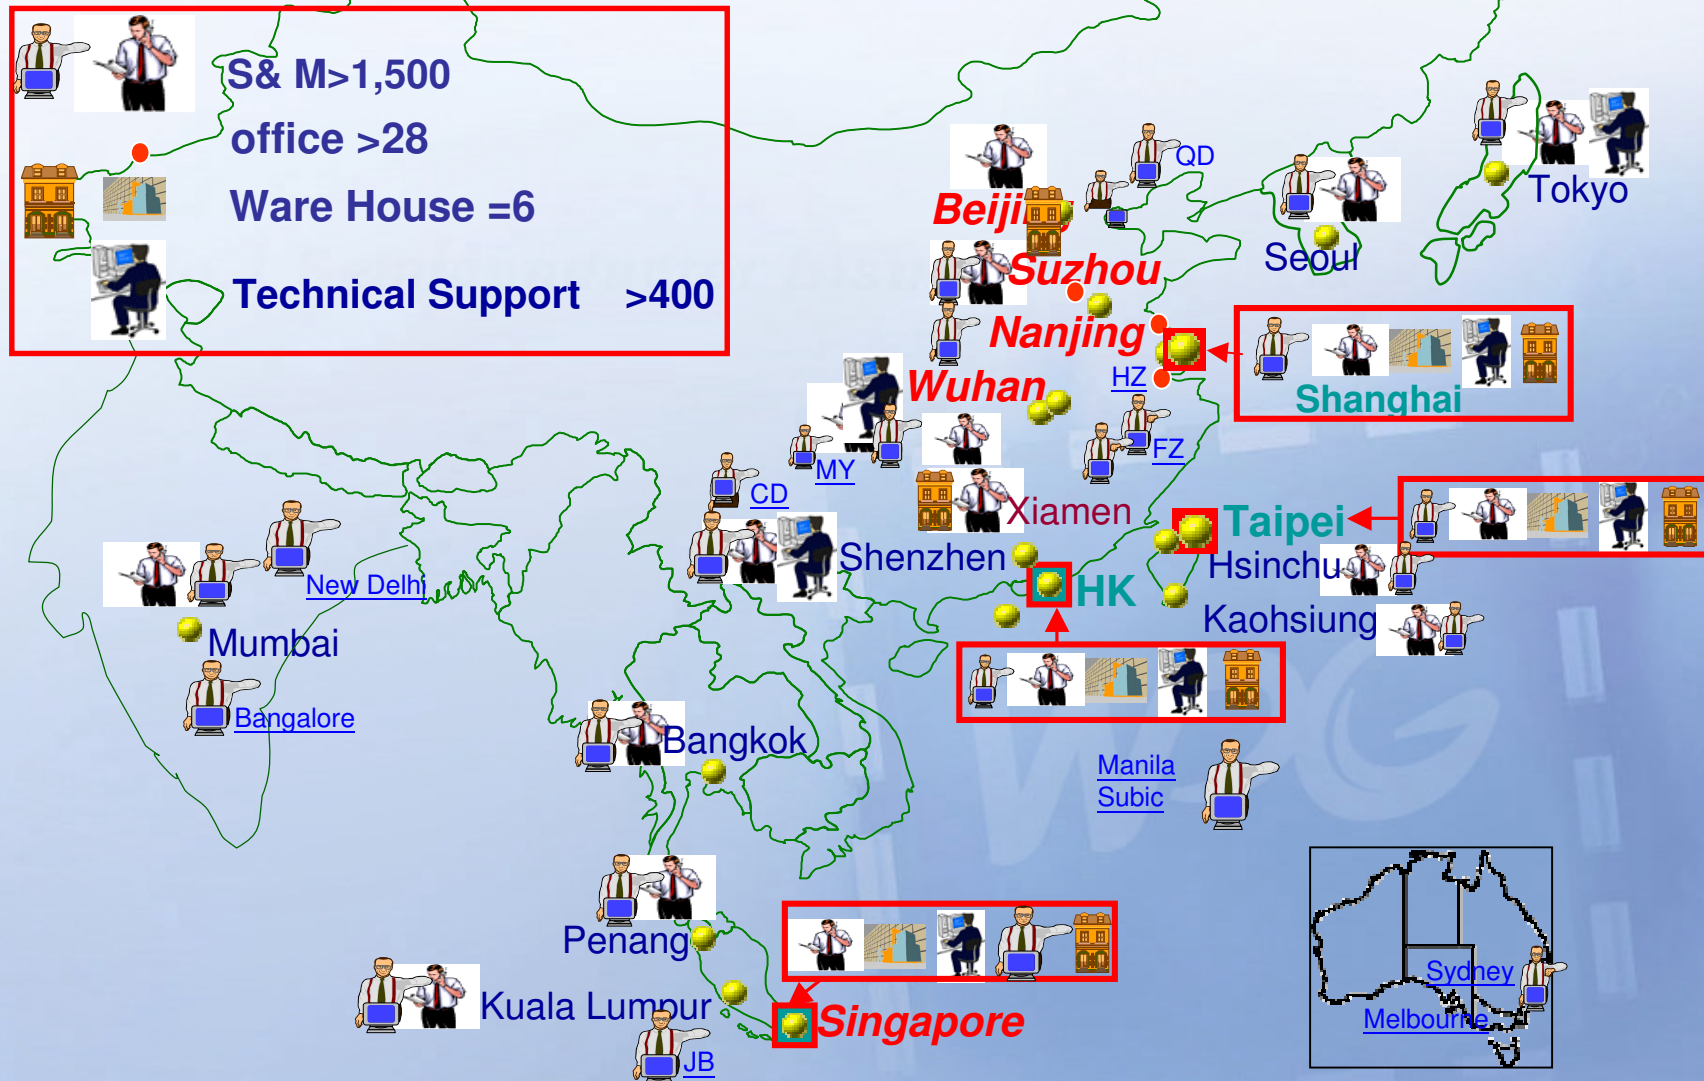 S& M>1,500
office >28
Ware House =6
Technical Support >400
QD
Tokyo
Beijing
Seoul
Suzhou
Nanjing
HZ
Shanghai
Wuhan
FZ
MY
CD
Xiamen
Taipei
Shenzhen
Hsinchu
New Delhi
HK
Kaohsiung
Mumbai
Bangalore
Bangkok
Manila
Subic
Penang
Sydney
Kuala Lumpur
Singapore
Melbourne
JB
WPG